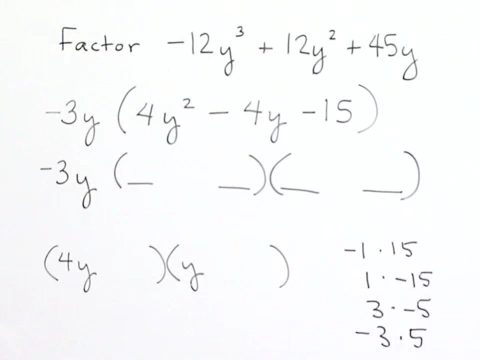 Factor -12y³ + 12y² + 45y
-3y (4y² - 4y - 15)
-3y (_ _)(_ _)
(4y )(y )
-1 · 15
1 · -15
3 · -5
-3 · 5